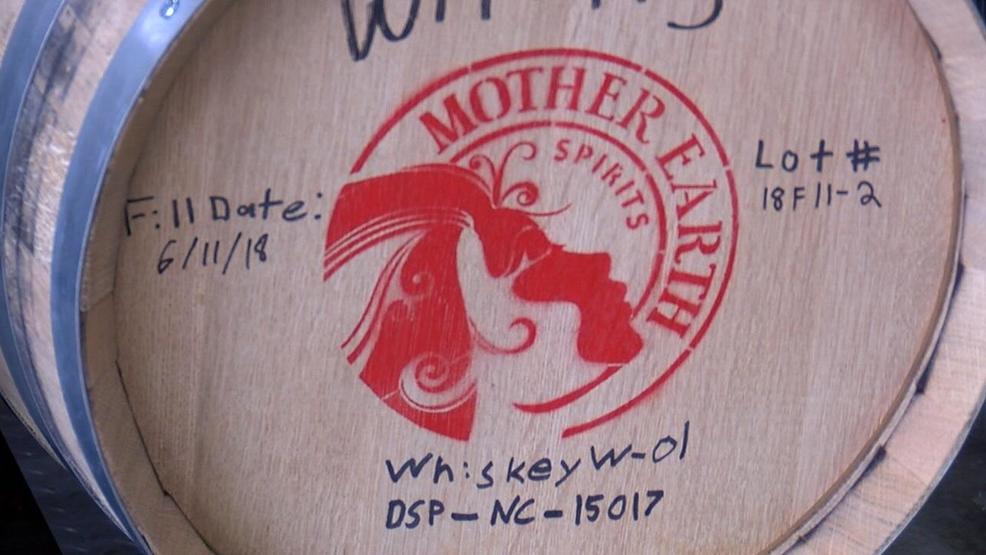 MOTHER EARTH
SPIRITS
Fill Date:
6/11/18
Lot #
18F11-2
Whiskey W-01
DSP-NC-15017